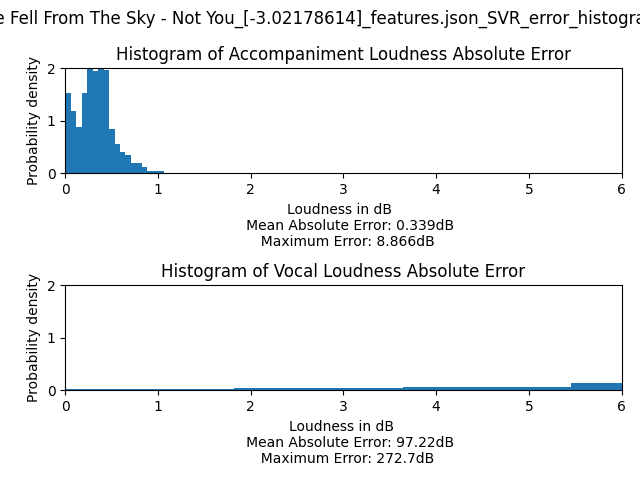 Fell From The Sky - Not You_[-3.02178614]_features.json_SVR_error_histogra
Histogram of Accompaniment Loudness Absolute Error
Probability density
2
1
0
0 1 2 3 4 5 6
Loudness in dB
Mean Absolute Error: 0.339dB
Maximum Error: 8.866dB
Histogram of Vocal Loudness Absolute Error
Probability density
2
1
0
0 1 2 3 4 5 6
Loudness in dB
Mean Absolute Error: 97.22dB
Maximum Error: 272.7dB